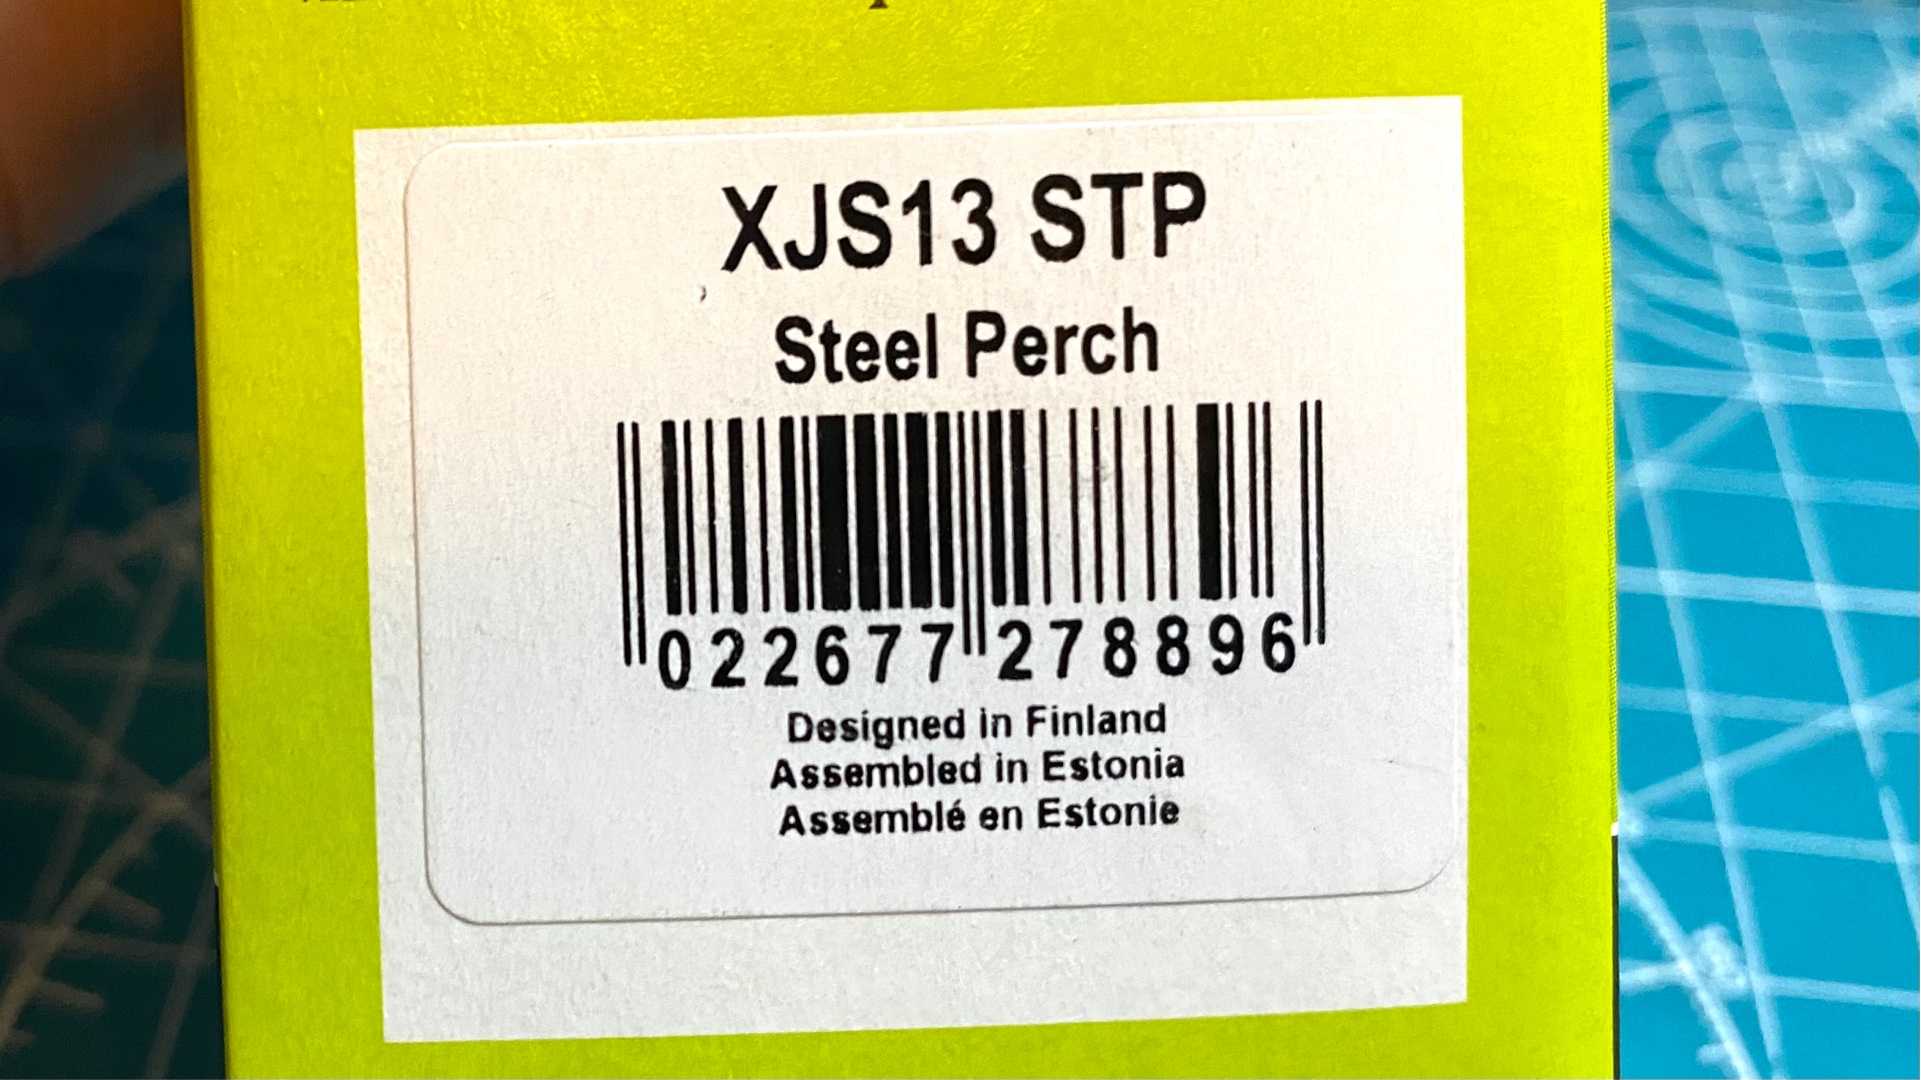 XJS13 STP
Steel Perch
022677 278896
Designed in Finland
Assembled in Estonia
Assemblé en Estonie